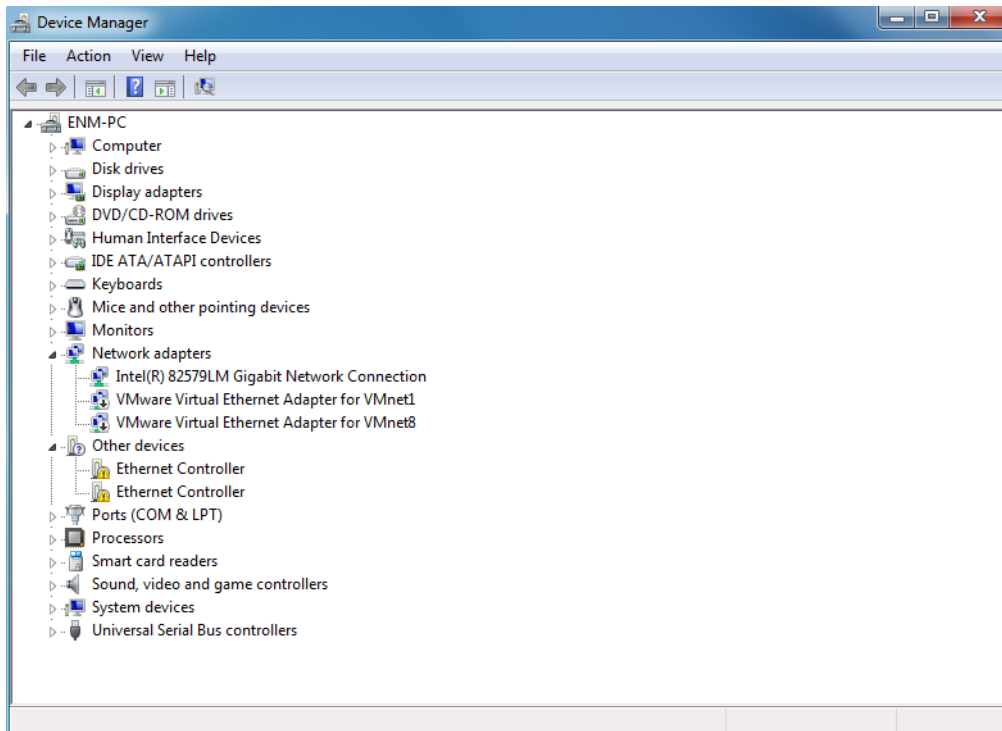 Device Manager
File Action View Help
ENM-PC
Computer
Disk drives
Display adapters
DVD/CD-ROM drives
Human Interface Devices
IDE ATA/ATAPI controllers
Keyboards
Mice and other pointing devices
Monitors
Network adapters
Intel(R) 82579LM Gigabit Network Connection
VMware Virtual Ethernet Adapter for VMnet1
VMware Virtual Ethernet Adapter for VMnet8
Other devices
Ethernet Controller
Ethernet Controller
Ports (COM & LPT)
Processors
Smart card readers
Sound, video and game controllers
System devices
Universal Serial Bus controllers